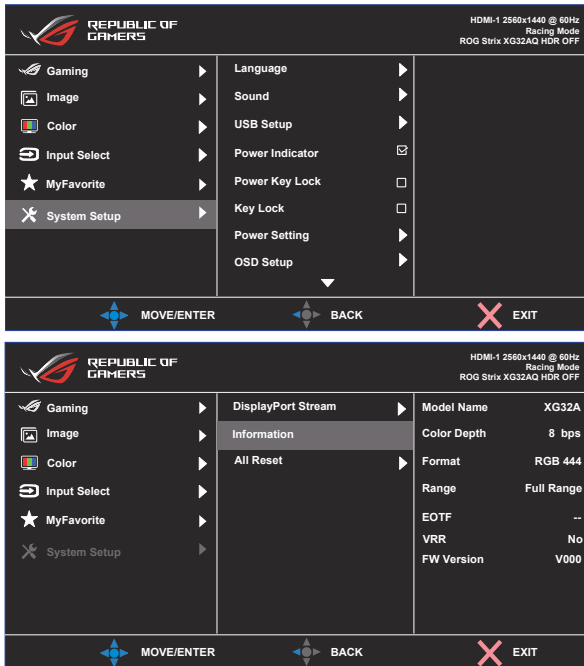 REPUBLIC OF
GAMERS
HDMI-1 2560x1440 @ 60Hz
Racing Mode
ROG Strix XG32AQ HDR OFF
Gaming
Image
Color
Input Select
MyFavorite
System Setup
Language
Sound
USB Setup
Power Indicator
Power Key Lock
Key Lock
Power Setting
OSD Setup
MOVE/ENTER
BACK
EXIT
REPUBLIC OF
GAMERS
HDMI-1 2560x1440 @ 60Hz
Racing Mode
ROG Strix XG32AQ HDR OFF
Gaming
Image
Color
Input Select
MyFavorite
System Setup
DisplayPort Stream
Information
All Reset
Model Name XG32A
Color Depth 8 bps
Format RGB 444
Range Full Range
EOTF --
VRR No
FW Version V000
MOVE/ENTER
BACK
EXIT